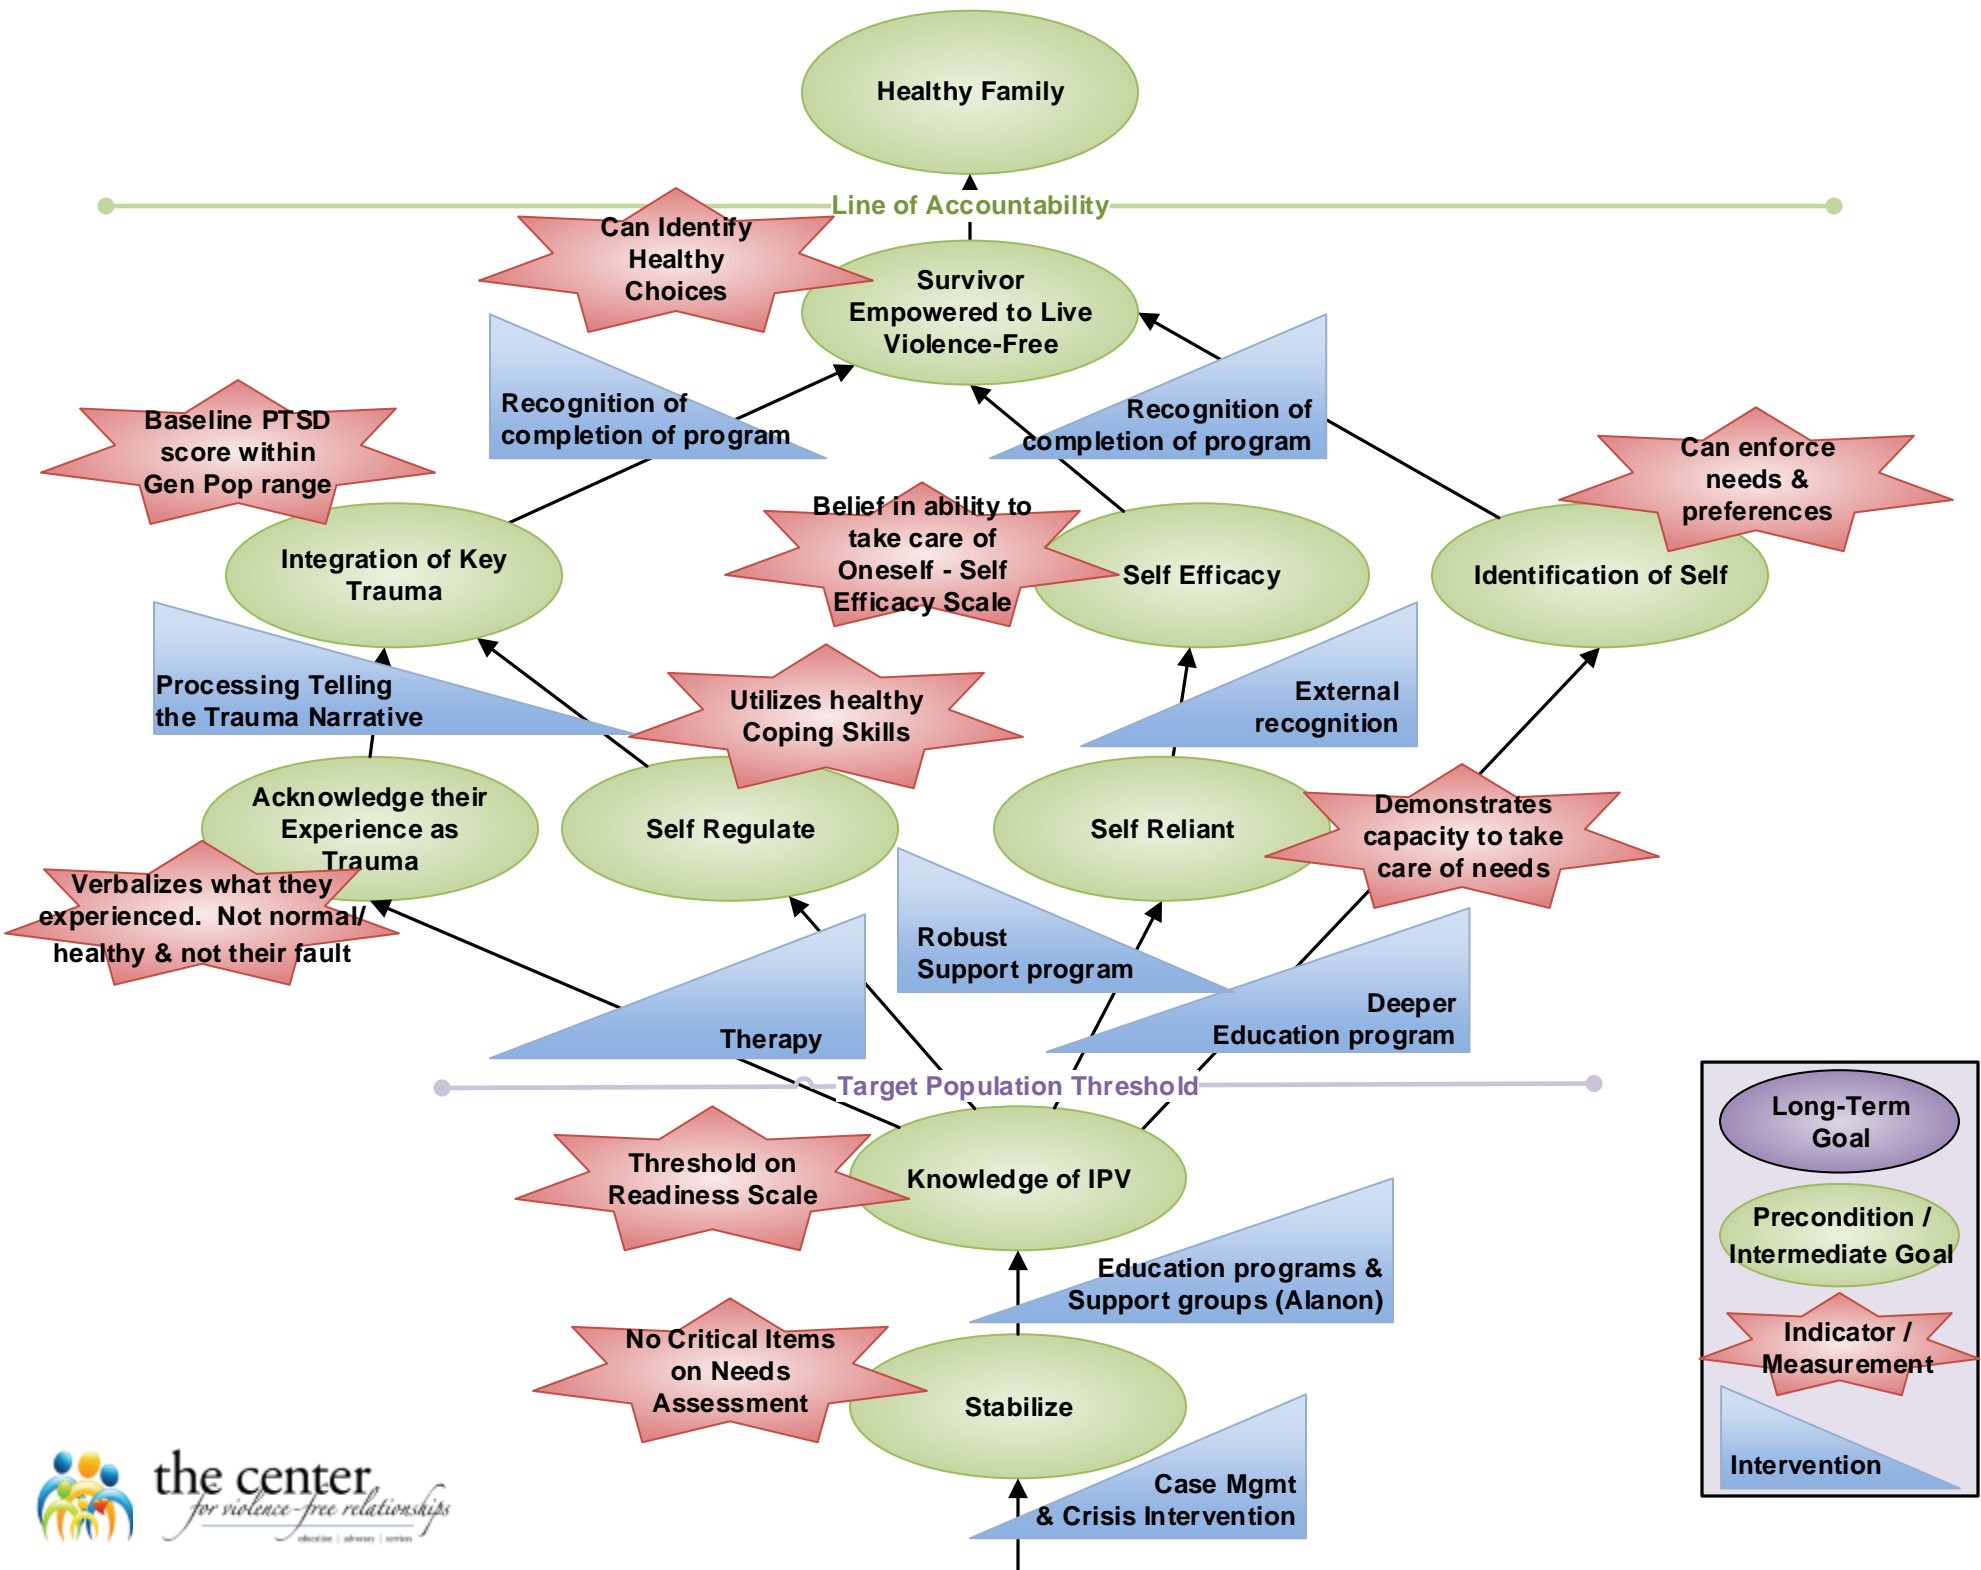 Healthy Family
Line of Accountability
Can Identify
Healthy
Choices
Survivor
Empowered to Live
Violence-Free
Recognition of
completion of program
Recognition of
completion of program
Baseline PTSD
score within
Gen Pop range
Can enforce
needs &
preferences
Belief in ability to
take care of
Oneself - Self
Efficacy Scale
Integration of Key
Trauma
Self Efficacy
Identification of Self
Processing Telling
the Trauma Narrative
Utilizes healthy
Coping Skills
External
recognition
Acknowledge their
Experience as
Trauma
Self Regulate
Self Reliant
Demonstrates
capacity to take
care of needs
Verbalizes what they
experienced.  Not normal/
healthy & not their fault
Robust
Support program
Therapy
Deeper
Education program
Target Population Threshold
Threshold on
Readiness Scale
Knowledge of IPV
Education programs &
Support groups (Alanon)
No Critical Items
on Needs
Assessment
Stabilize
Case Mgmt
& Crisis Intervention
Long-Term
Goal
Precondition /
Intermediate Goal
Indicator /
Measurement
Intervention
the center
for violence-free relationships
education | advocacy | services